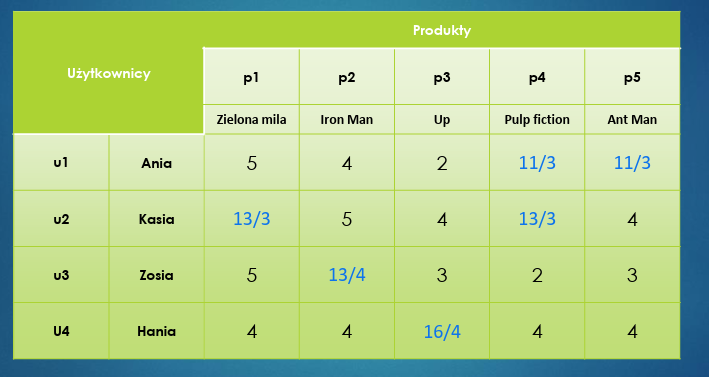 Produkty
Użytkownicy
p1 p2 p3 p4 p5
Zielona mila Iron Man Up Pulp fiction Ant Man
u1 Ania 5 4 2 11/3 11/3
u2 Kasia 13/3 5 4 13/3 4
u3 Zosia 5 13/4 3 2 3
U4 Hania 4 4 16/4 4 4